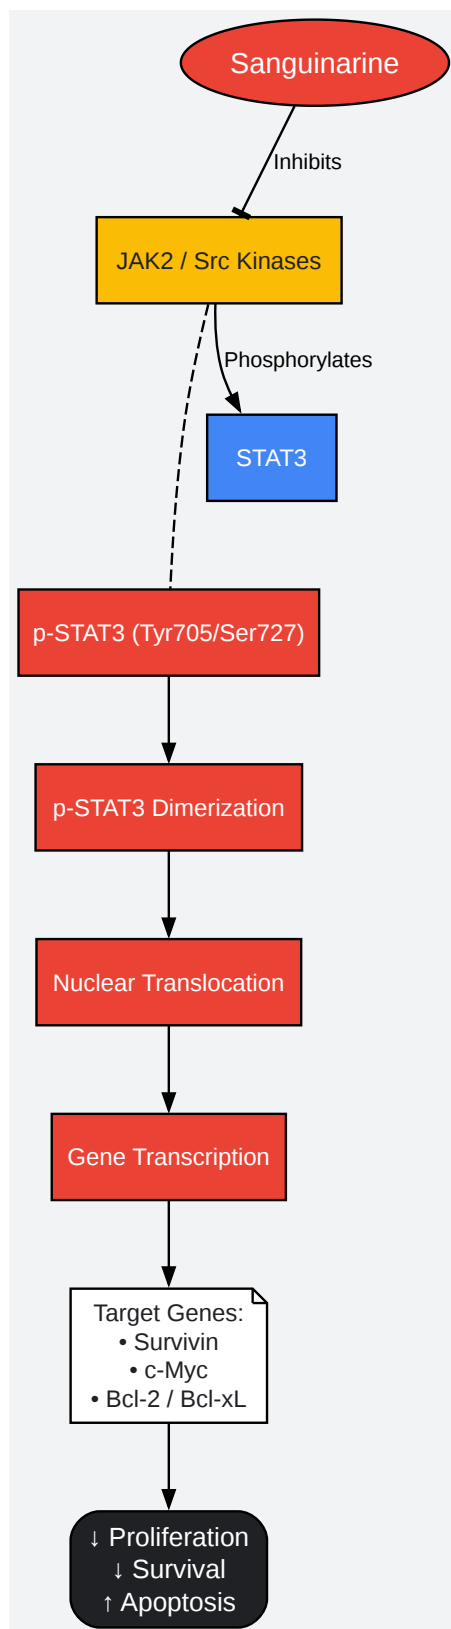 Sanguinarine
Inhibits
JAK2 / Src Kinases
Phosphorylates
STAT3
p-STAT3 (Tyr705/Ser727)
p-STAT3 Dimerization
Nuclear Translocation
Gene Transcription
Target Genes:
• Survivin
• c-Myc
• Bcl-2 / Bcl-xL
↓ Proliferation
↓ Survival
↑ Apoptosis